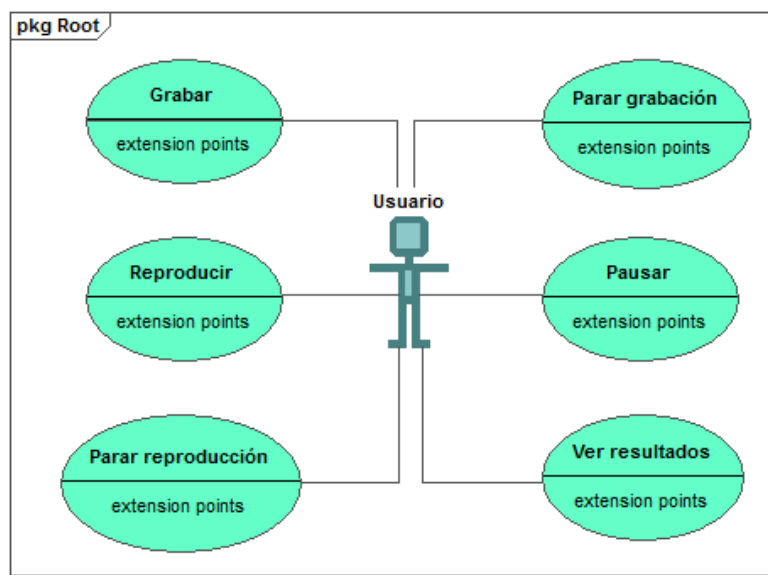 pkg Root
Grabar
extension points
Parar grabación
extension points
Usuario
Reproducir
extension points
Pausar
extension points
Parar reproducción
extension points
Ver resultados
extension points